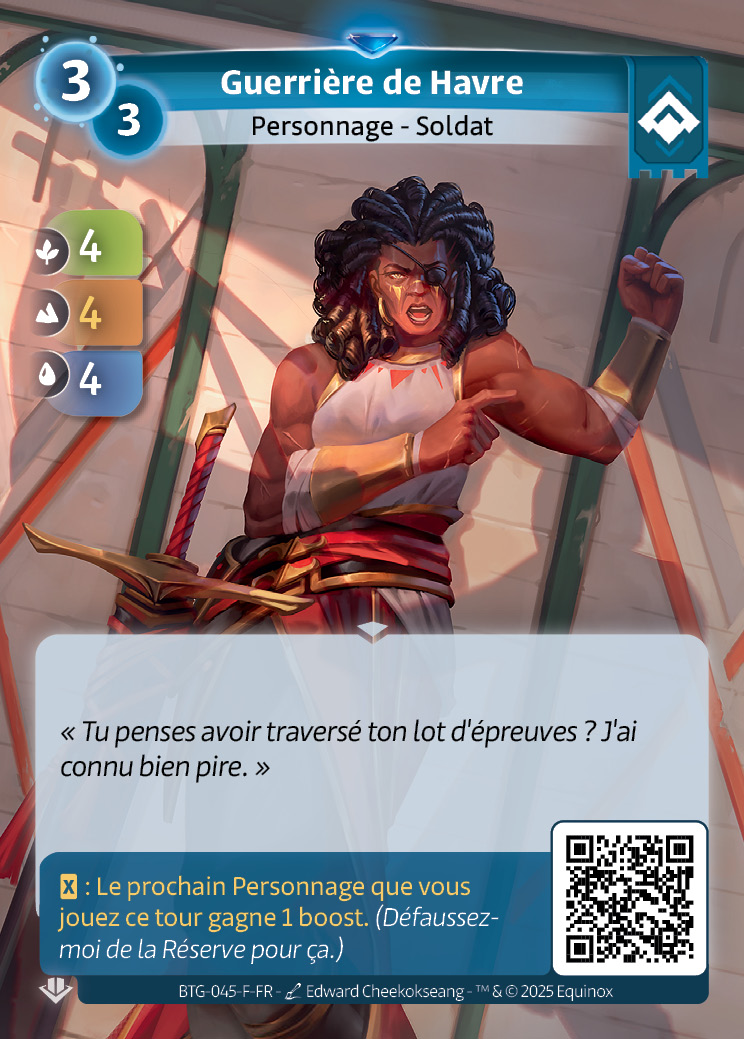 3
3
Guerrière de Havre
Personnage - Soldat
4
4
4
« Tu penses avoir traversé ton lot d'épreuves ? J'ai
connu bien pire. »
X : Le prochain Personnage que vous
jouez ce tour gagne 1 boost. (Défaussez-
moi de la Réserve pour ça.)
BTG-045-F-FR - Edward Cheekokseang - ™ & © 2025 Equinox